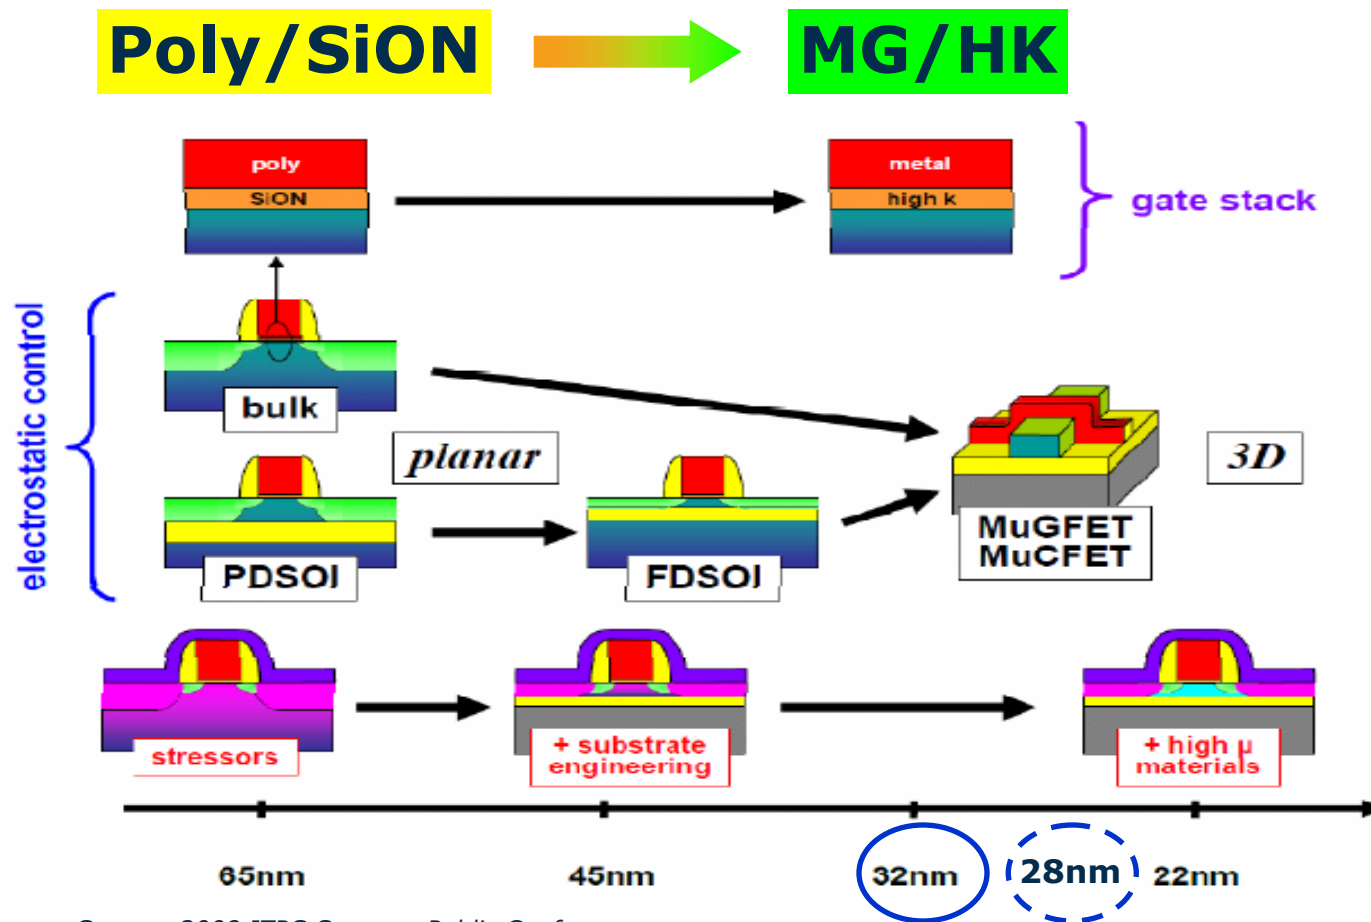 Poly/SiON
MG/HK
poly
SiON
metal
high k
gate stack
electrostatic control
bulk
planar
3D
PDSOI
FDSOI
MuGFET
MuCFET
stressors
+ substrate
engineering
+ high μ
materials
65nm
45nm
32nm
28nm
22nm